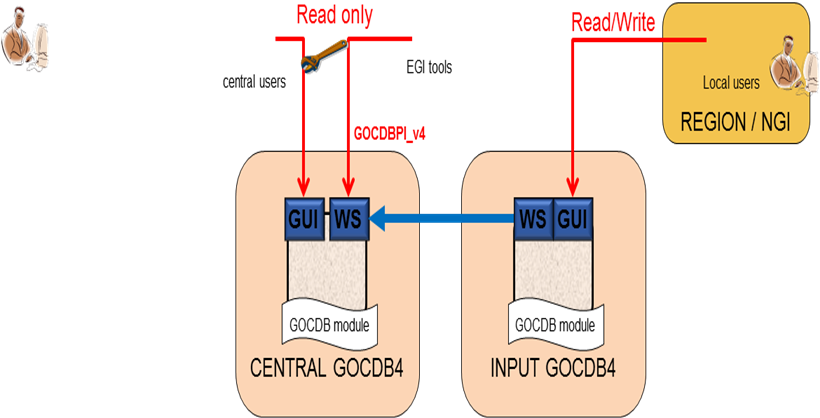 Read only
Read/Write
central users
EGI tools
Local users
REGION / NGI
GOCDBPI_v4
GUI
WS
WS
GUI
GOCDB module
GOCDB module
CENTRAL GOCDB4
INPUT GOCDB4